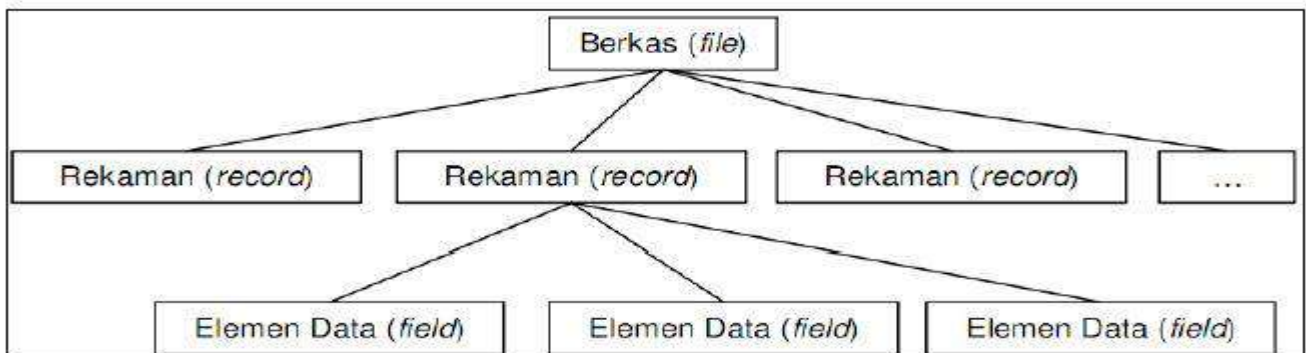 Berkas (file)
Rekaman (record) Rekaman (record) Rekaman (record) ...
Elemen Data (field) Elemen Data (field) Elemen Data (field)